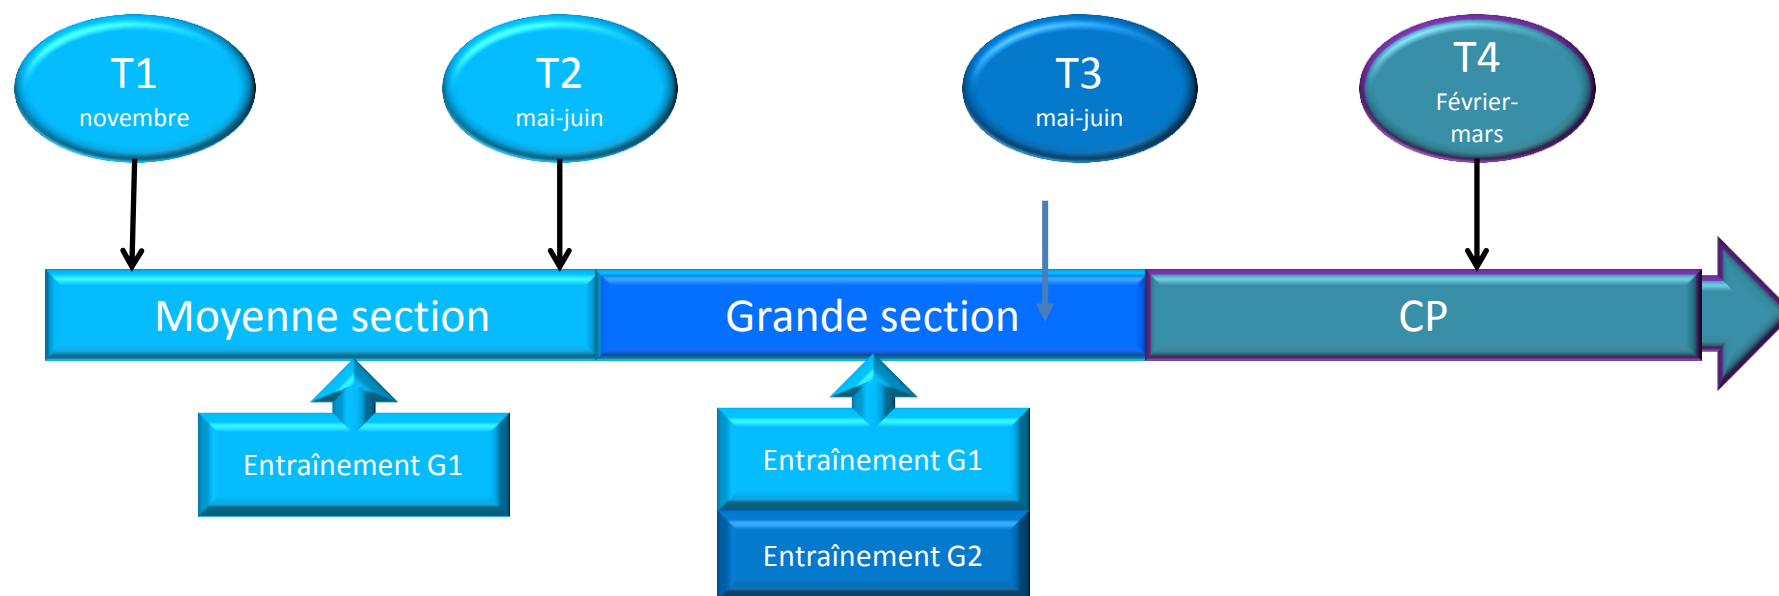 T1
novembre
T2
mai-juin
T3
mai-juin
T4
Février-
mars
Moyenne section
Grande section
CP
Entraînement G1
Entraînement G1
Entraînement G2